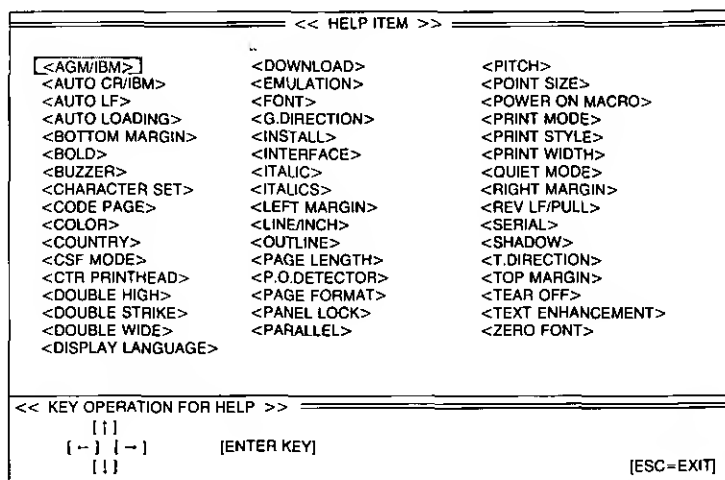 << HELP ITEM >>
<AGM/IBM> <DOWNLOAD> <PITCH>
<AUTO CR/IBM> <EMULATION> <POINT SIZE>
<AUTO LF> <FONT> <POWER ON MACRO>
<AUTO LOADING> <G.DIRECTION> <PRINT MODE>
<BOTTOM MARGIN> <INSTALL> <PRINT STYLE>
<BOLD> <INTERFACE> <PRINT WIDTH>
<BUZZER> <ITALIC> <QUIET MODE>
<CHARACTER SET> <ITALICS> <RIGHT MARGIN>
<CODE PAGE> <LEFT MARGIN> <REV LF/PULL>
<COLOR> <LINE/INCH> <SERIAL>
<COUNTRY> <OUTLINE> <SHADOW>
<CSF MODE> <PAGE LENGTH> <T.DIRECTION>
<CTR PRINTHEAD> <P.O.DETECTOR> <TOP MARGIN>
<DOUBLE HIGH> <PAGE FORMAT> <TEAR OFF>
<DOUBLE STRIKE> <PANEL LOCK> <TEXT ENHANCEMENT>
<DOUBLE WIDE> <PARALLEL> <ZERO FONT>
<DISPLAY LANGUAGE>
<< KEY OPERATION FOR HELP >>
[↑]
[←] [→] [ENTER KEY]
[↓] [ESC=EXIT]